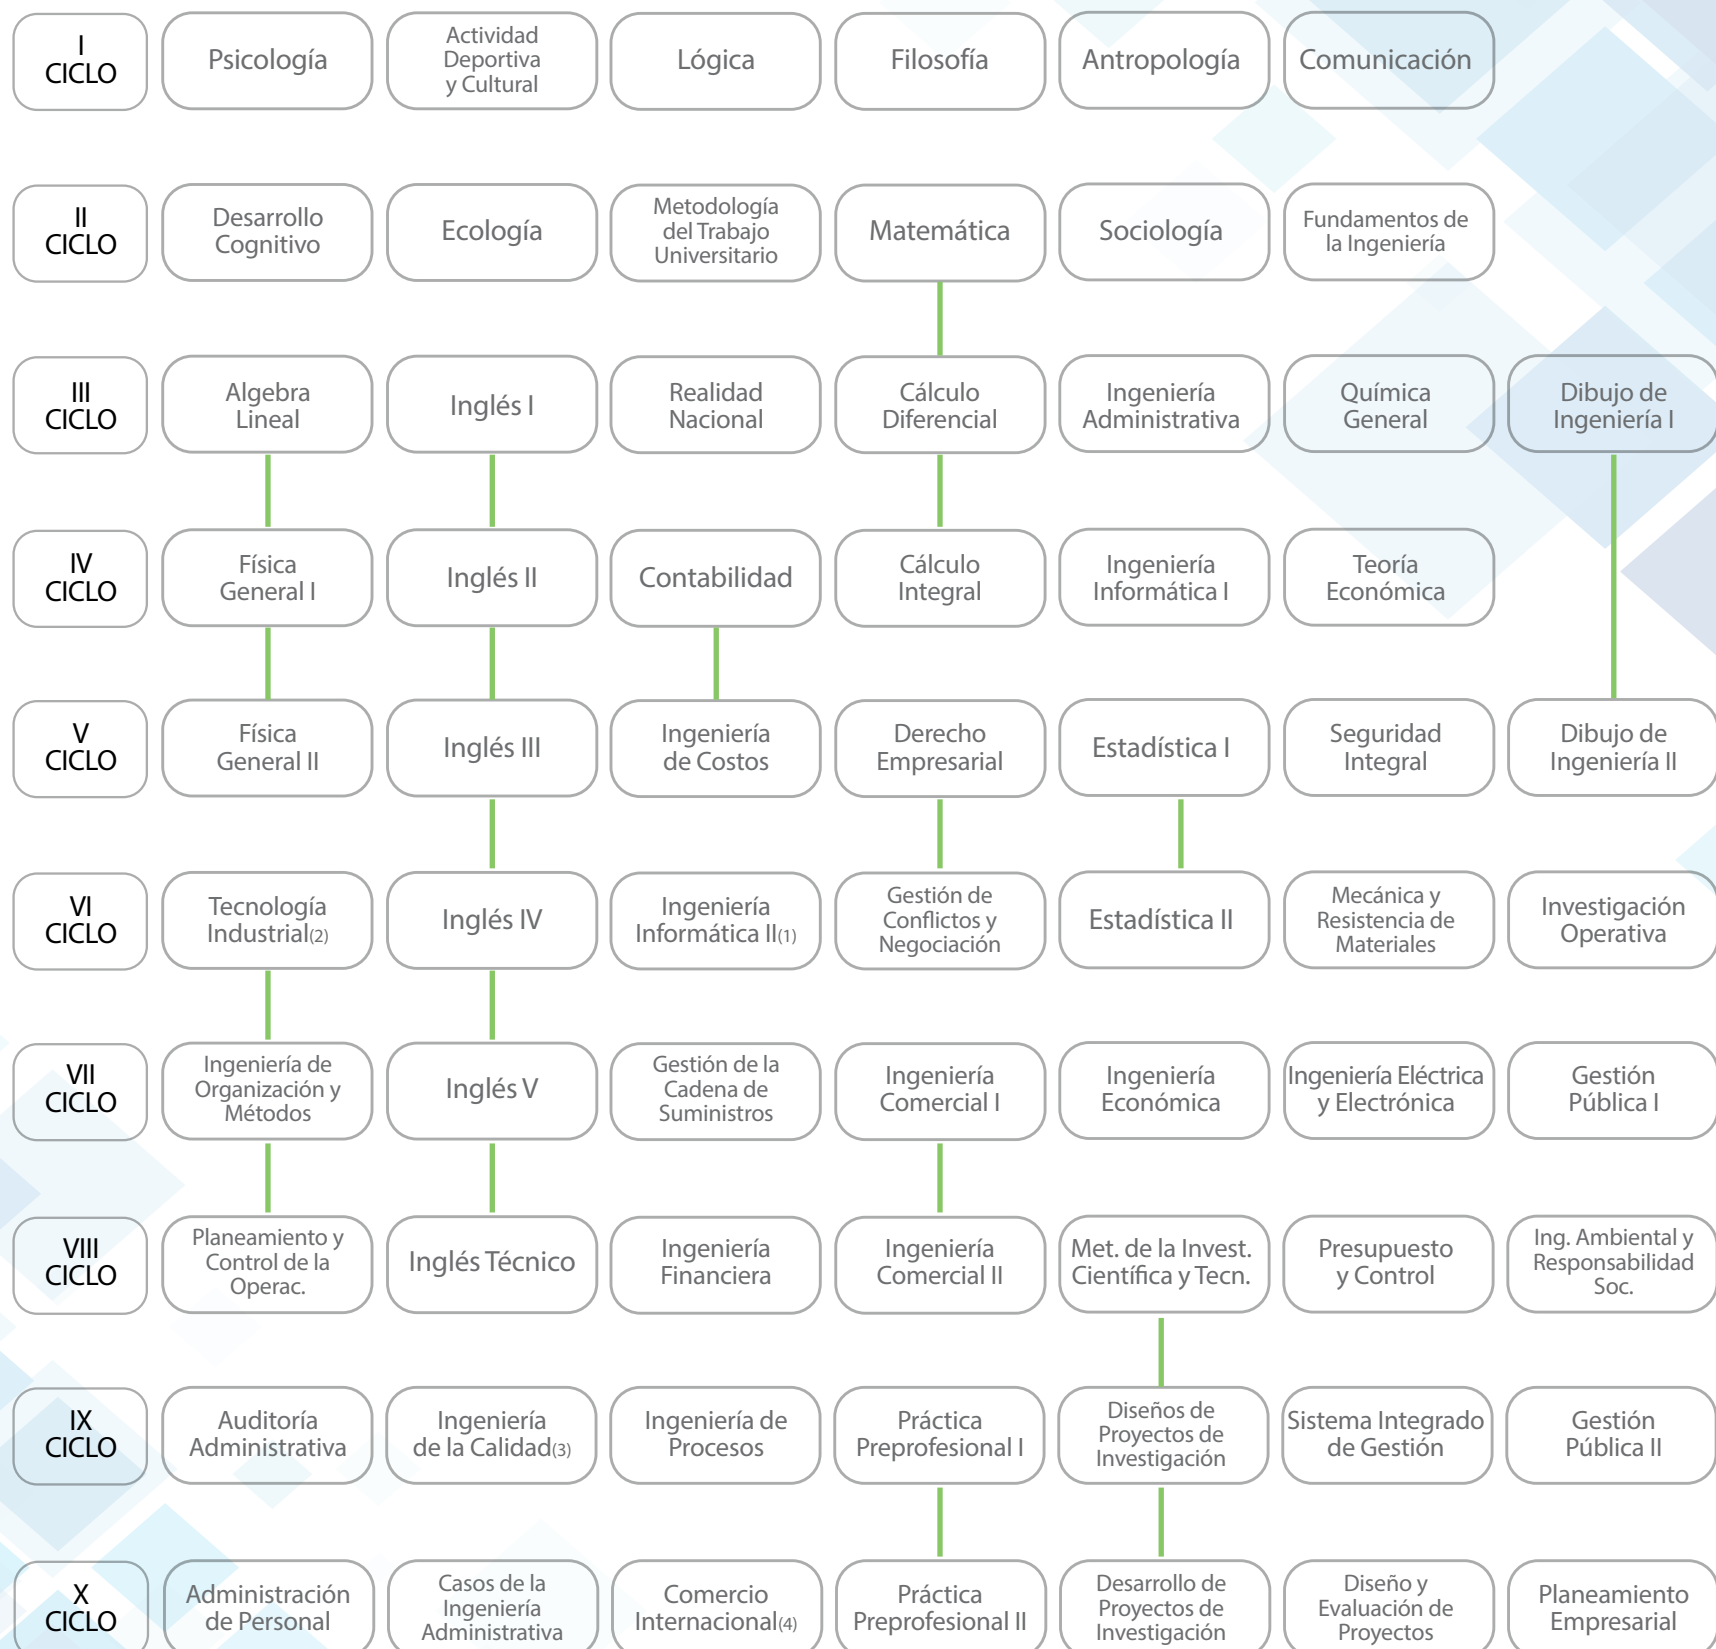 I
CICLO
Psicología
Actividad
Deportiva
y Cultural
Lógica
Filosofía
Antropología
Comunicación
II
CICLO
Desarrollo
Cognitivo
Ecología
Metodología
del Trabajo
Universitario
Matemática
Sociología
Fundamentos de
la Ingeniería
III
CICLO
Algebra
Lineal
Inglés I
Realidad
Nacional
Cálculo
Diferencial
Ingeniería
Administrativa
Química
General
Dibujo de
Ingeniería I
IV
CICLO
Física
General I
Inglés II
Contabilidad
Cálculo
Integral
Ingeniería
Informática I
Teoría
Económica
V
CICLO
Física
General II
Inglés III
Ingeniería
de Costos
Derecho
Empresarial
Estadística I
Seguridad
Integral
Dibujo de
Ingeniería II
VI
CICLO
Tecnología
Industrial(2)
Inglés IV
Ingeniería
Informática II(1)
Gestión de
Conflictos y
Negociación
Estadística II
Mecánica y
Resistencia de
Materiales
Investigación
Operativa
VII
CICLO
Ingeniería de
Organización y
Métodos
Inglés V
Gestión de la
Cadena de
Suministros
Ingeniería
Comercial I
Ingeniería
Económica
Ingeniería Eléctrica
y Electrónica
Gestión
Pública I
VIII
CICLO
Planeamiento y
Control de la
Operac.
Inglés Técnico
Ingeniería
Financiera
Ingeniería
Comercial II
Met. de la Invest.
Científica y Tecn.
Presupuesto
y Control
Ing. Ambiental y
Responsabilidad
Soc.
IX
CICLO
Auditoría
Administrativa
Ingeniería
de la Calidad(3)
Ingeniería de
Procesos
Práctica
Preprofesional I
Diseños de
Proyectos de
Investigación
Sistema Integrado
de Gestión
Gestión
Pública II
X
CICLO
Administración
de Personal
Casos de la
Ingeniería
Administrativa
Comercio
Internacional(4)
Práctica
Preprofesional II
Desarrollo de
Proyectos de
Investigación
Diseño y
Evaluación de
Proyectos
Planeamiento
Empresarial